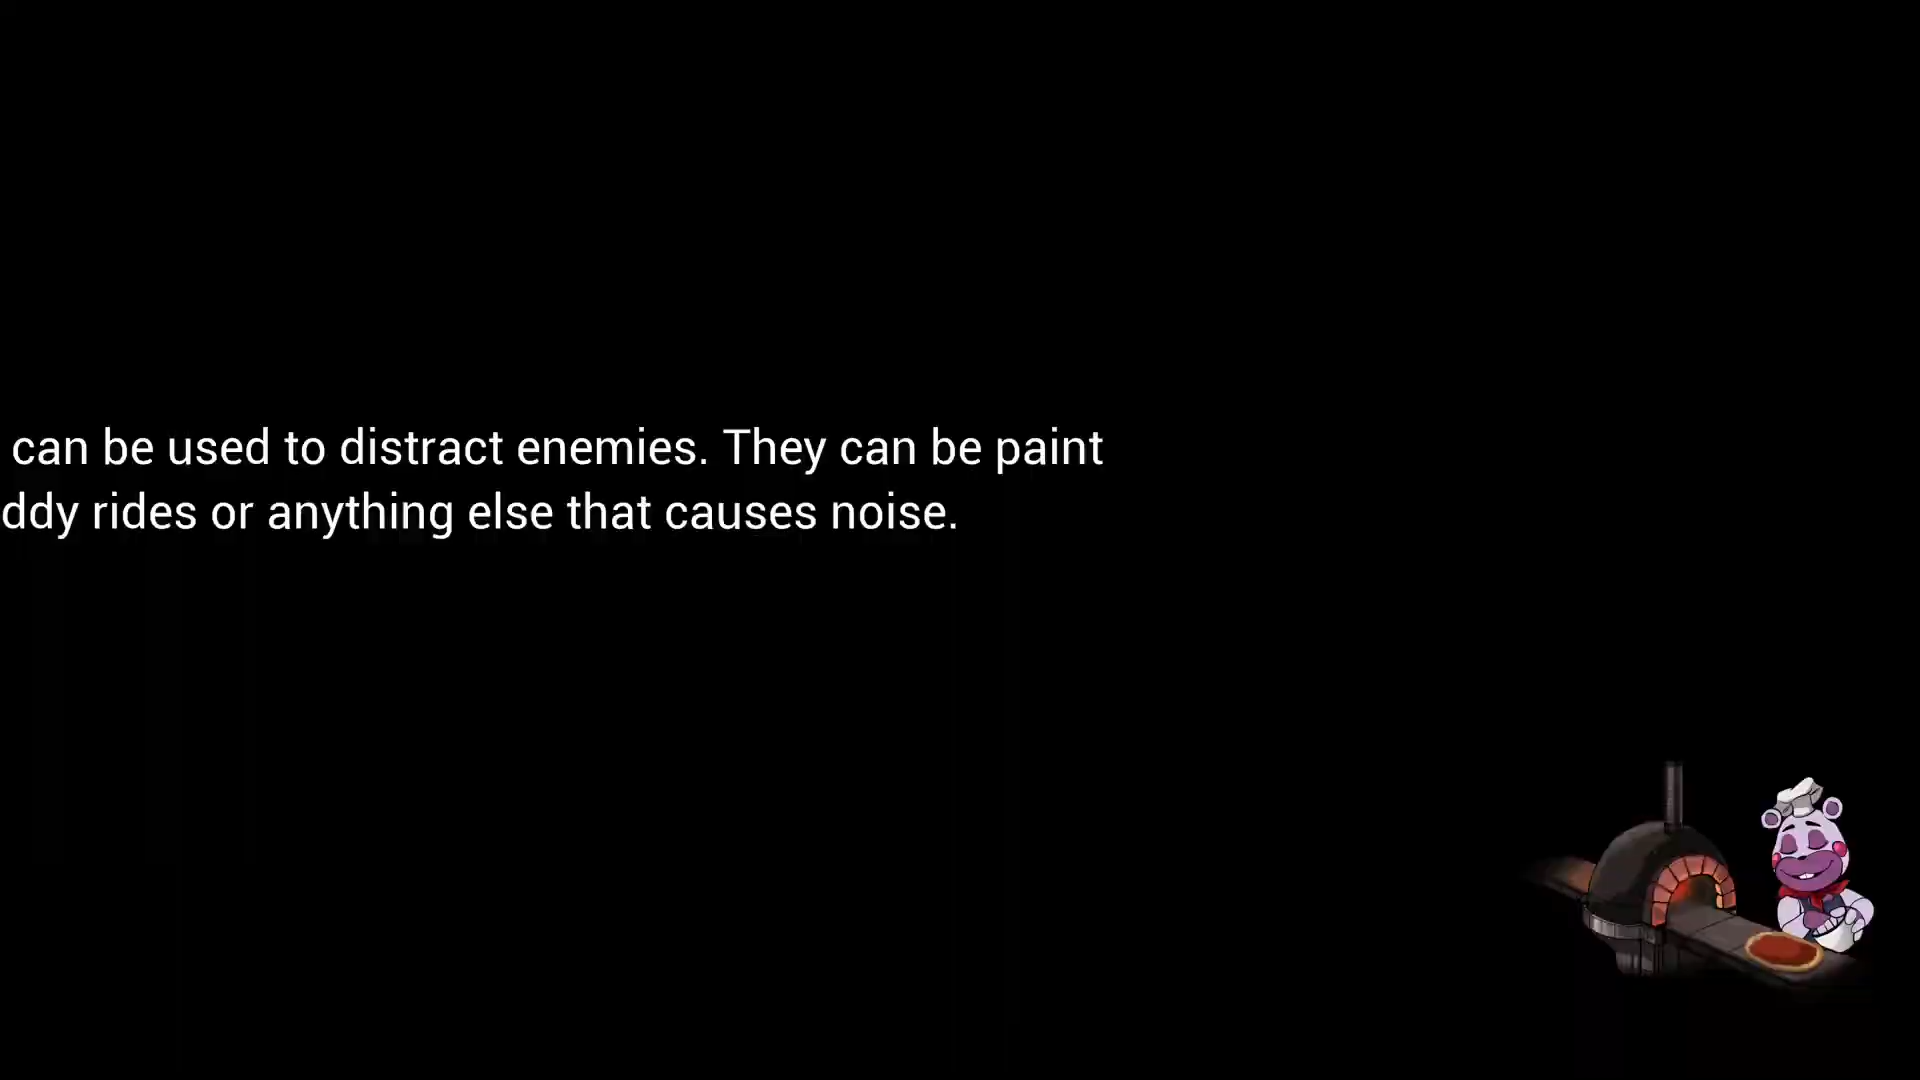 can be used to distract enemies. They can be paint
ddy rides or anything else that causes noise.